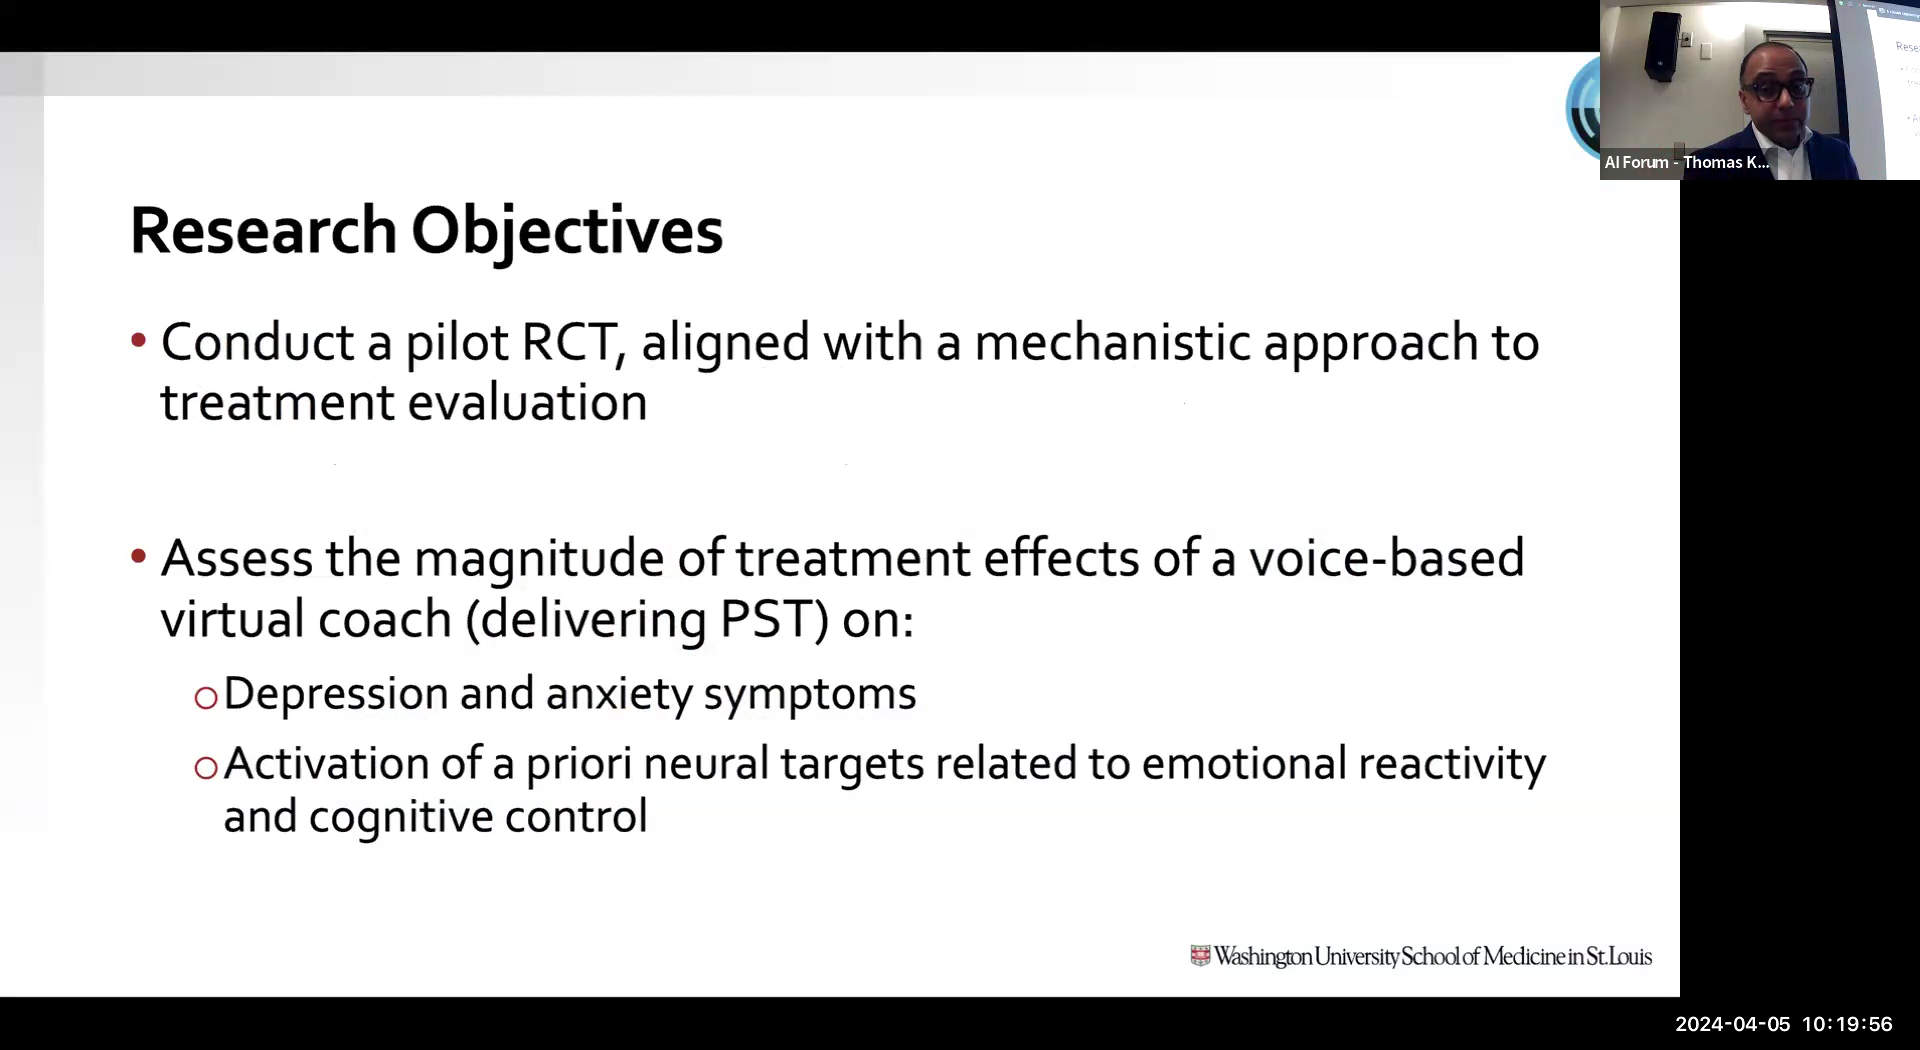 AI Forum - Thomas K...
Research Objectives
• Conduct a pilot RCT, aligned with a mechanistic approach to
treatment evaluation
• Assess the magnitude of treatment effects of a voice-based
virtual coach (delivering PST) on:
o Depression and anxiety symptoms
o Activation of a priori neural targets related to emotional reactivity
and cognitive control
Washington University School of Medicine in St. Louis
2024-04-05 10:19:56